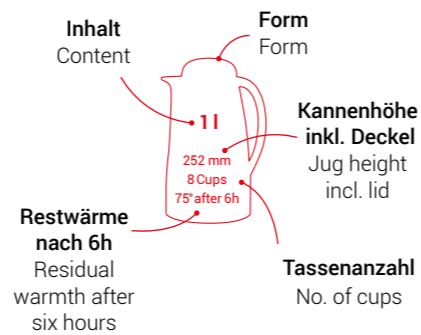 Inhalt
Content
Form
Form
1 l
252 mm
8 Cups
75° after 6h
Kannenhöhe
inkl. Deckel
Jug height
incl. lid
Restwärme
nach 6h
Residual
warmth after
six hours
Tassenanzahl
No. of cups